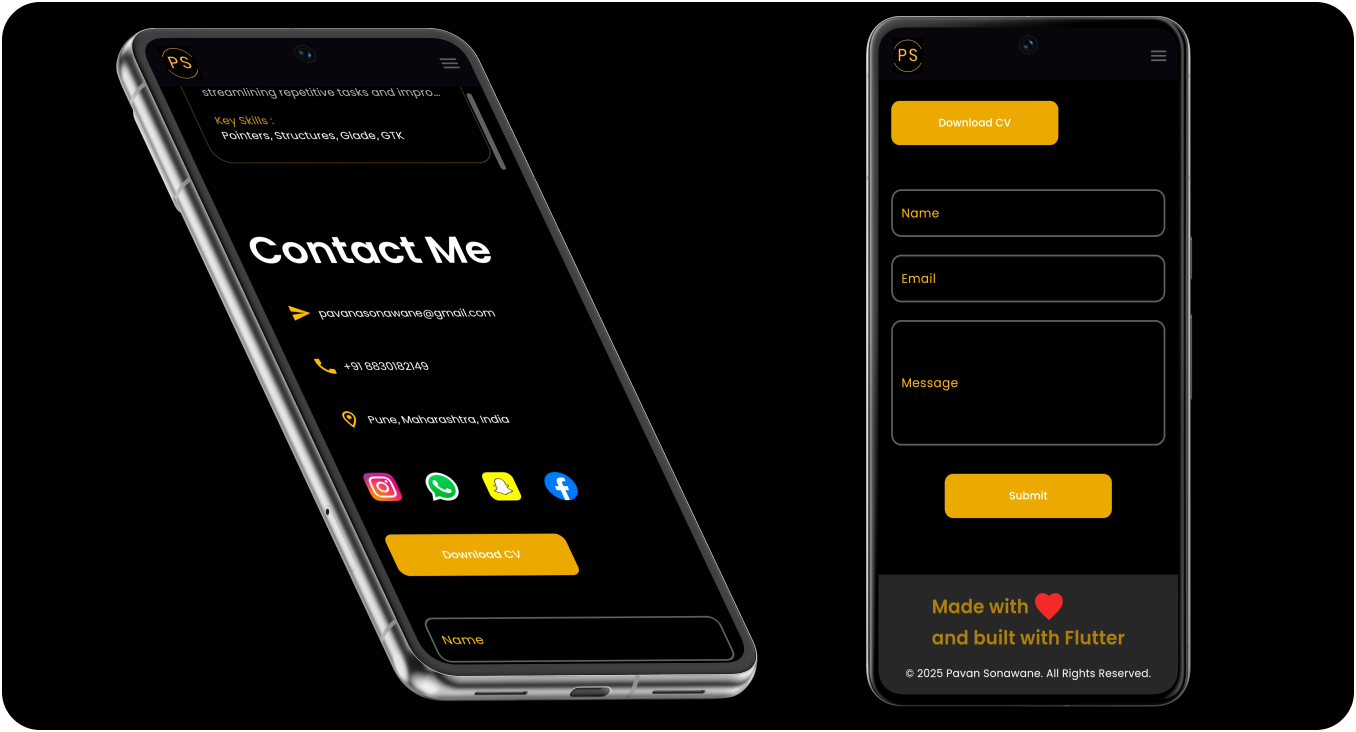 PS
streamlining repetitive tasks and impro...
Key Skills :
Pointers, Structures, Glade, GTK
Contact Me
pavanasonawane@gmail.com
+91 8830182149
Pune, Maharashtra, India
Download CV
Name
PS
Download CV
Name
Email
Message
Submit
Made with
and built with Flutter
© 2025 Pavan Sonawane. All Rights Reserved.